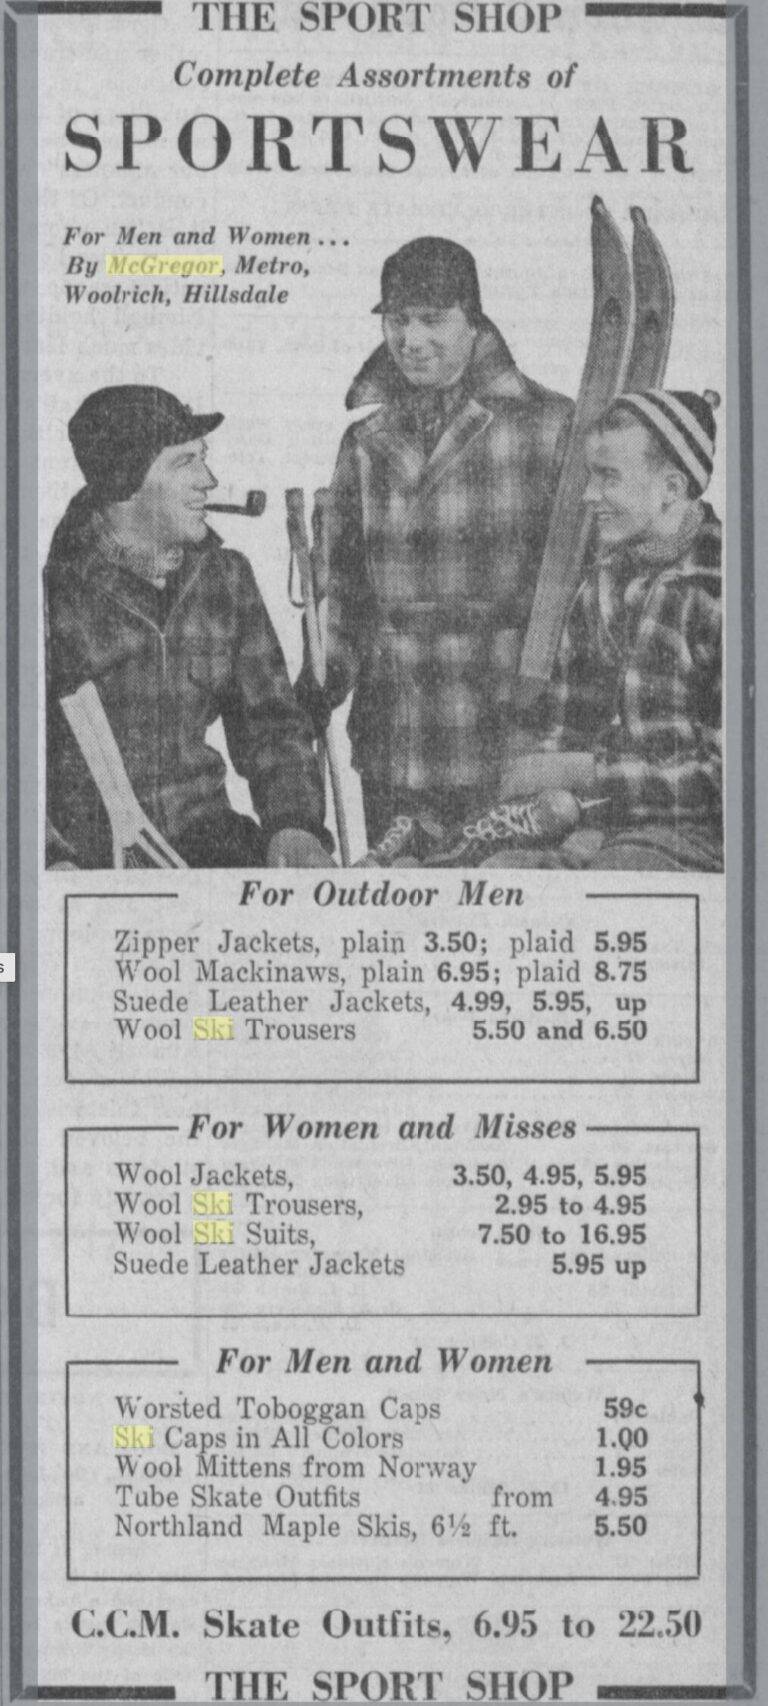 THE SPORT SHOP
Complete Assortments of
SPORTSWEAR
For Men and Women...
By McGregor, Metro,
Woolrich, Hillsdale
For Outdoor Men
Zipper Jackets, plain 3.50; plaid 5.95
Wool Mackinaws, plain 6.95; plaid 8.75
Suede Leather Jackets, 4.99, 5.95, up
Wool Ski Trousers 5.50 and 6.50
For Women and Misses
Wool Jackets, 3.50, 4.95, 5.95
Wool Ski Trousers, 2.95 to 4.95
Wool Ski Suits, 7.50 to 16.95
Suede Leather Jackets 5.95 up
For Men and Women
Worsted Toboggan Caps 59c
Ski Caps in All Colors 1.00
Wool Mittens from Norway 1.95
Tube Skate Outfits from 4.95
Northland Maple Skis, 6½ ft. 5.50
C.C.M. Skate Outfits, 6.95 to 22.50
THE SPORT SHOP